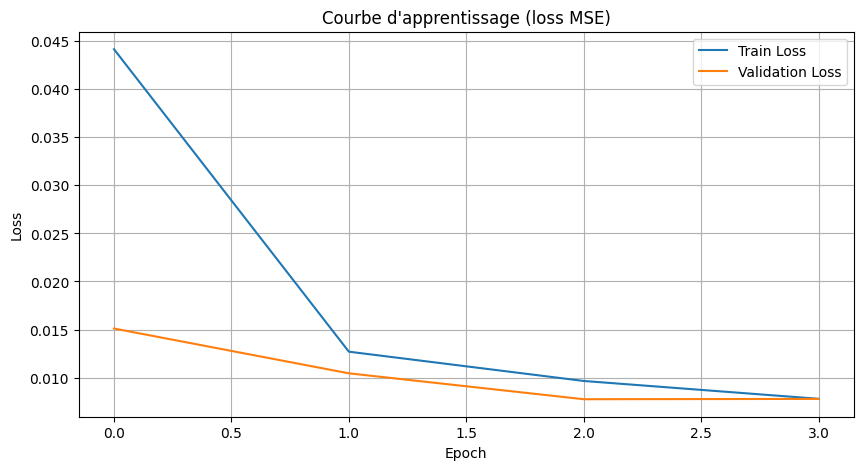 Courbe d'apprentissage (loss MSE)
Train Loss
Validation Loss
Loss
0.045
0.040
0.035
0.030
0.025
0.020
0.015
0.010
0.0 0.5 1.0 1.5 2.0 2.5 3.0
Epoch